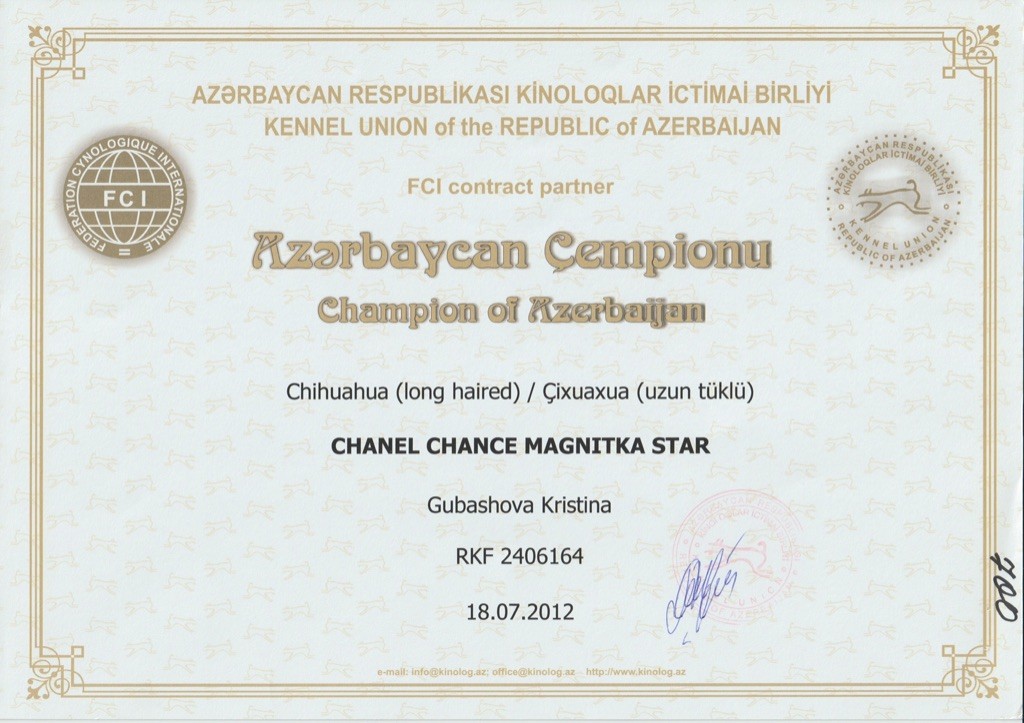 AZƏRBAYCAN RESPUBLİKASI KİNOLOQLAR İCTİMAİ BİRLİYİ
KENNEL UNION of the REPUBLIC of AZERBAIJAN
FEDERATION CYNOLOGIQUE INTERNATIONALE
FCI
AZƏRBAYCAN RESPUBLİKASI
KİNOLOQLAR İCTİMAİ BİRLİYİ
KENNEL UNION
REPUBLIC OF AZERBAIJAN
FCI contract partner
Azərbaycan Çempionu
Champion of Azerbaijan
Chihuahua (long haired) / Çixuaxua (uzun tüklü)
CHANEL CHANCE MAGNITKA STAR
Gubashova Kristina
RKF 2406164
18.07.2012
700
e-mail: info@kinolog.az; office@kinolog.az http://www.kinolog.az